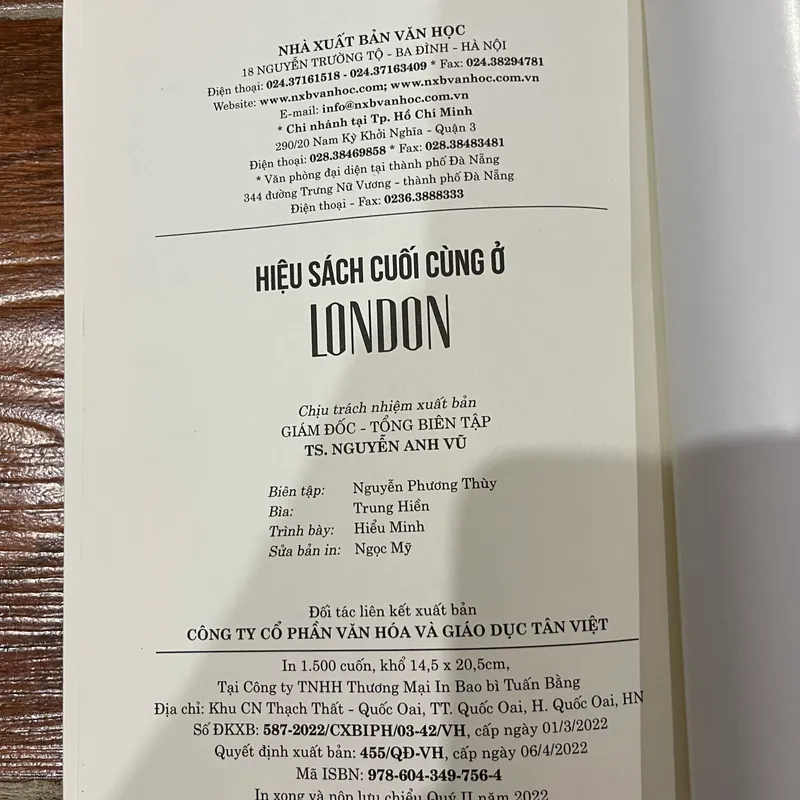 NHÀ XUẤT BẢN VĂN HỌC
18 NGUYỄN TRƯỜNG TỘ - BA ĐÌNH - HÀ NỘI
Điện thoại: 024.37161518 - 024.37163409 * Fax: 024.38294781
Website: www.nxbvanhoc.com; www.nxbvanhoc.com.vn
E-mail: info@nxbvanhoc.com.vn
* Chi nhánh tại Tp. Hồ Chí Minh
290/20 Nam Kỳ Khởi Nghĩa - Quận 3
Điện thoại: 028.38469858 * Fax: 028.38483481
* Văn phòng đại diện tại thành phố Đà Nẵng
344 đường Trưng Nữ Vương - thành phố Đà Nẵng
Điện thoại - Fax: 0236.3888333
HIỆU SÁCH CUỐI CÙNG Ở
LONDON
Chịu trách nhiệm xuất bản
GIÁM ĐỐC - TỔNG BIÊN TẬP
TS. NGUYỄN ANH VŨ
Biên tập: Nguyễn Phương Thùy
Bìa: Trung Hiền
Trình bày: Hiểu Minh
Sửa bản in: Ngọc Mỹ
Đối tác liên kết xuất bản
CÔNG TY CỔ PHẦN VĂN HÓA VÀ GIÁO DỤC TÂN VIỆT
In 1.500 cuốn, khổ 14,5 x 20,5cm,
Tại Công ty TNHH Thương Mại In Bao bì Tuấn Bằng
Địa chỉ: Khu CN Thạch Thất - Quốc Oai, TT. Quốc Oai, H. Quốc Oai, HN
Số ĐKXB: 587-2022/CXBIPH/03-42/VH, cấp ngày 01/3/2022
Quyết định xuất bản: 455/QĐ-VH, cấp ngày 06/4/2022
Mã ISBN: 978-604-349-756-4
In xong và nộp lưu chiểu Quý II năm 2022